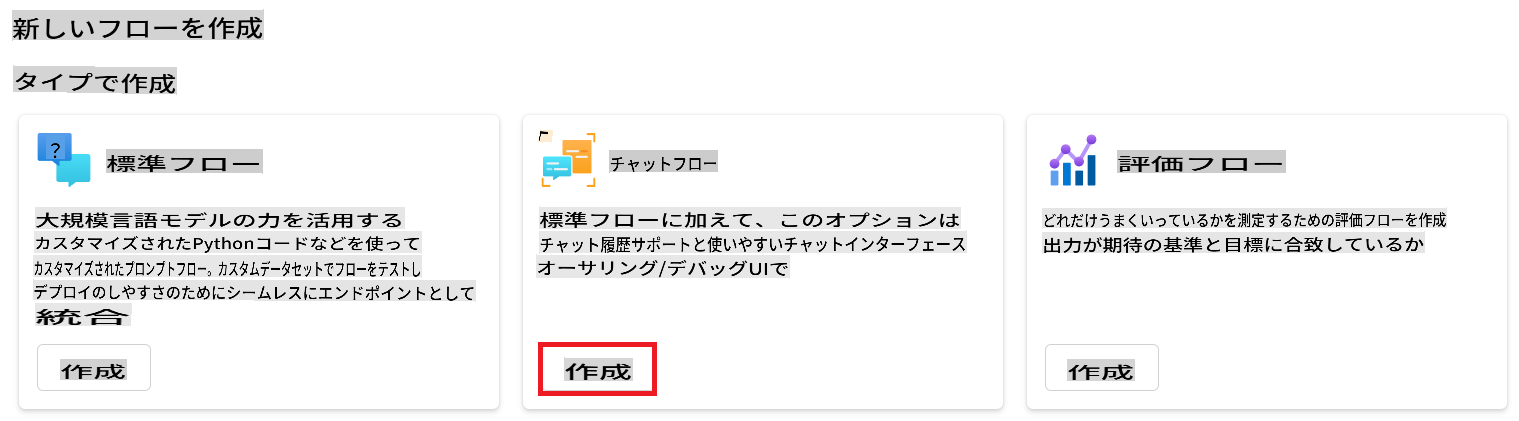 新しいフローを作成
タイプで作成
標準フロー
大規模言語モデルの力を活用する
カスタマイズされたPythonコードなどを使って
カスタマイズされたプロンプトフロー。カスタムデータセットでフローをテストし
デプロイのしやすさのためにシームレスにエンドポイントとして
統合
作成
チャットフロー
標準フローに加えて、このオプションは
チャット履歴サポートと使いやすいチャットインターフェース
オーサリング/デバッグUIで
作成
評価フロー
どれだけうまくいっているかを測定するための評価フローを作成
出力が期待の基準と目標に合致しているか
作成